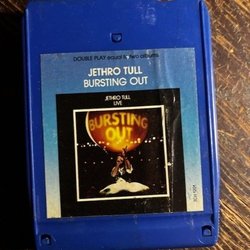 DOUBLE PLAY equal to two albums
JETHRO TULL
BURSTING OUT
JETHRO TULL
LIVE
BURSTING
OUT